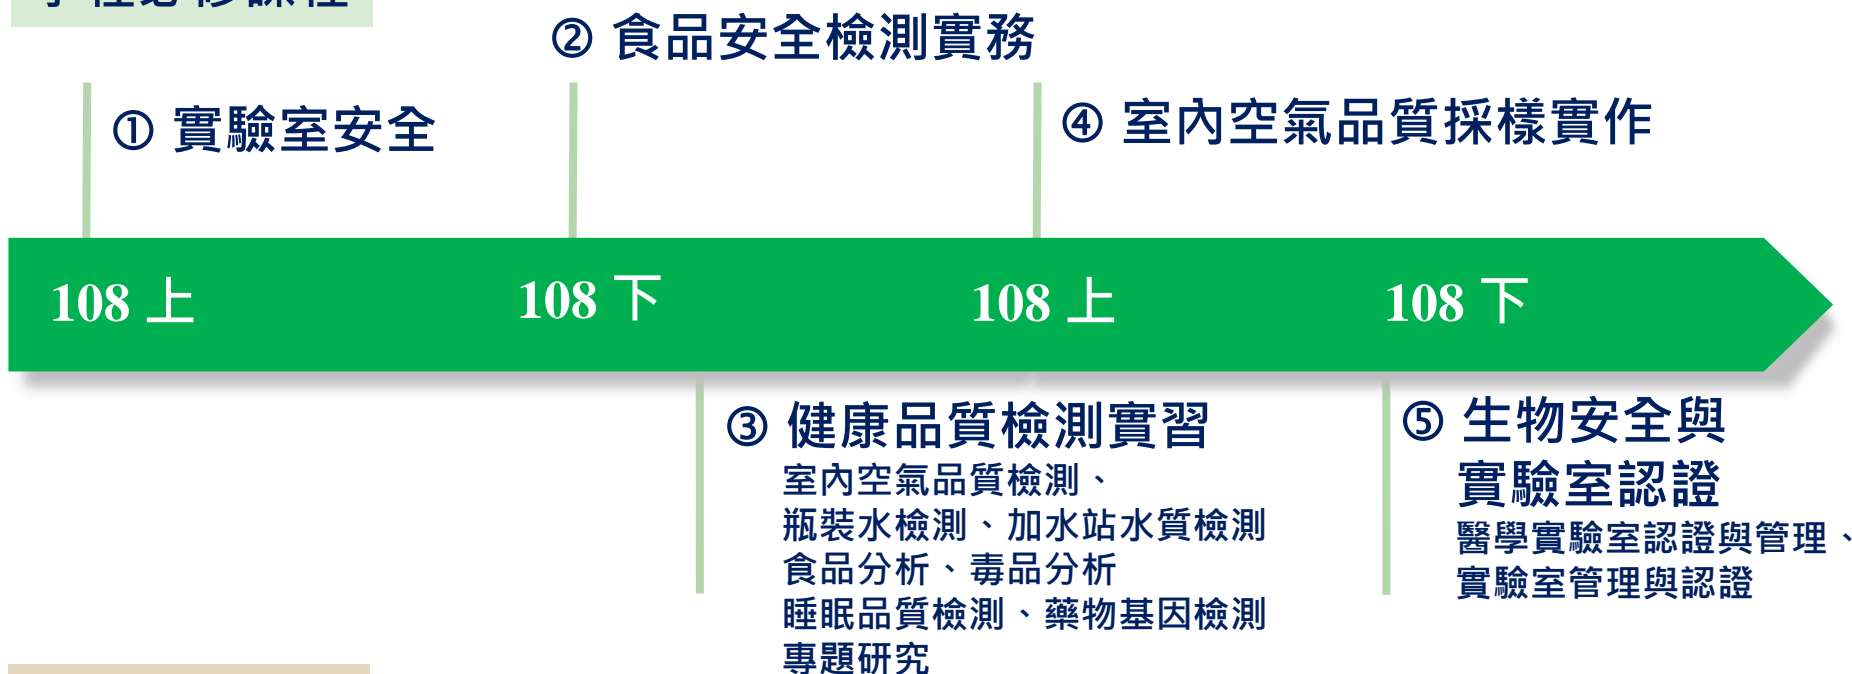 學程必修課程
② 食品安全檢測實務
① 實驗室安全
④ 室內空氣品質採樣實作
108 上
108 下
108 上
108 下
③ 健康品質檢測實習
室內空氣品質檢測、
瓶裝水檢測、加水站水質檢測
食品分析、毒品分析
睡眠品質檢測、藥物基因檢測
專題研究
⑤ 生物安全與
實驗室認證
醫學實驗室認證與管理、
實驗室管理與認證